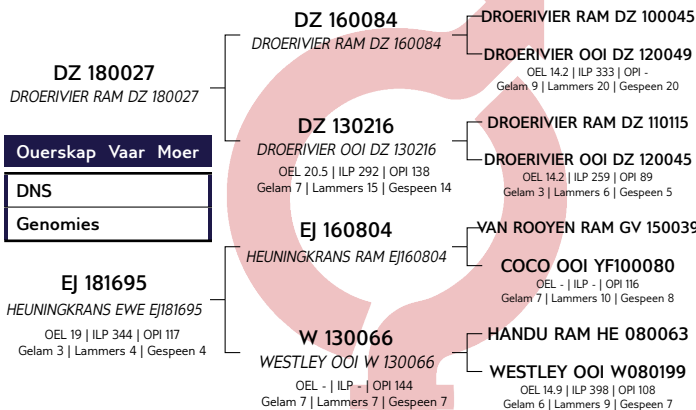 DZ 180027
DROERIVIER RAM DZ 180027
Ouerskap Vaar Moer
DNS
Genomies
EJ 181695
HEUNINGKRANS EWE EJ181695
OEL 19 | ILP 344 | OPI 117
Gelam 3 | Lammers 4 | Gespeen 4
DZ 160084
DROERIVIER RAM DZ 160084
DZ 130216
DROERIVIER OOI DZ 130216
OEL 20.5 | ILP 292 | OPI 138
Gelam 7 | Lammers 15 | Gespeen 14
EJ 160804
HEUNINGKRANS RAM EJ160804
W 130066
WESTLEY OOI W 130066
OEL - | ILP - | OPI 144
Gelam 7 | Lammers 7 | Gespeen 7
DROERIVIER RAM DZ 100045
DROERIVIER OOI DZ 120049
OEL 14.2 | ILP 333 | OPI -
Gelam 9 | Lammers 20 | Gespeen 20
DROERIVIER RAM DZ 110115
DROERIVIER OOI DZ 120045
OEL 14.2 | ILP 259 | OPI 89
Gelam 3 | Lammers 6 | Gespeen 5
VAN ROOYEN RAM GV 150039
COCO OOI YF100080
OEL - | ILP - | OPI 116
Gelam 7 | Lammers 10 | Gespeen 8
HANDU RAM HE 080063
WESTLEY OOI W080199
OEL 14.9 | ILP 398 | OPI 108
Gelam 6 | Lammers 9 | Gespeen 7